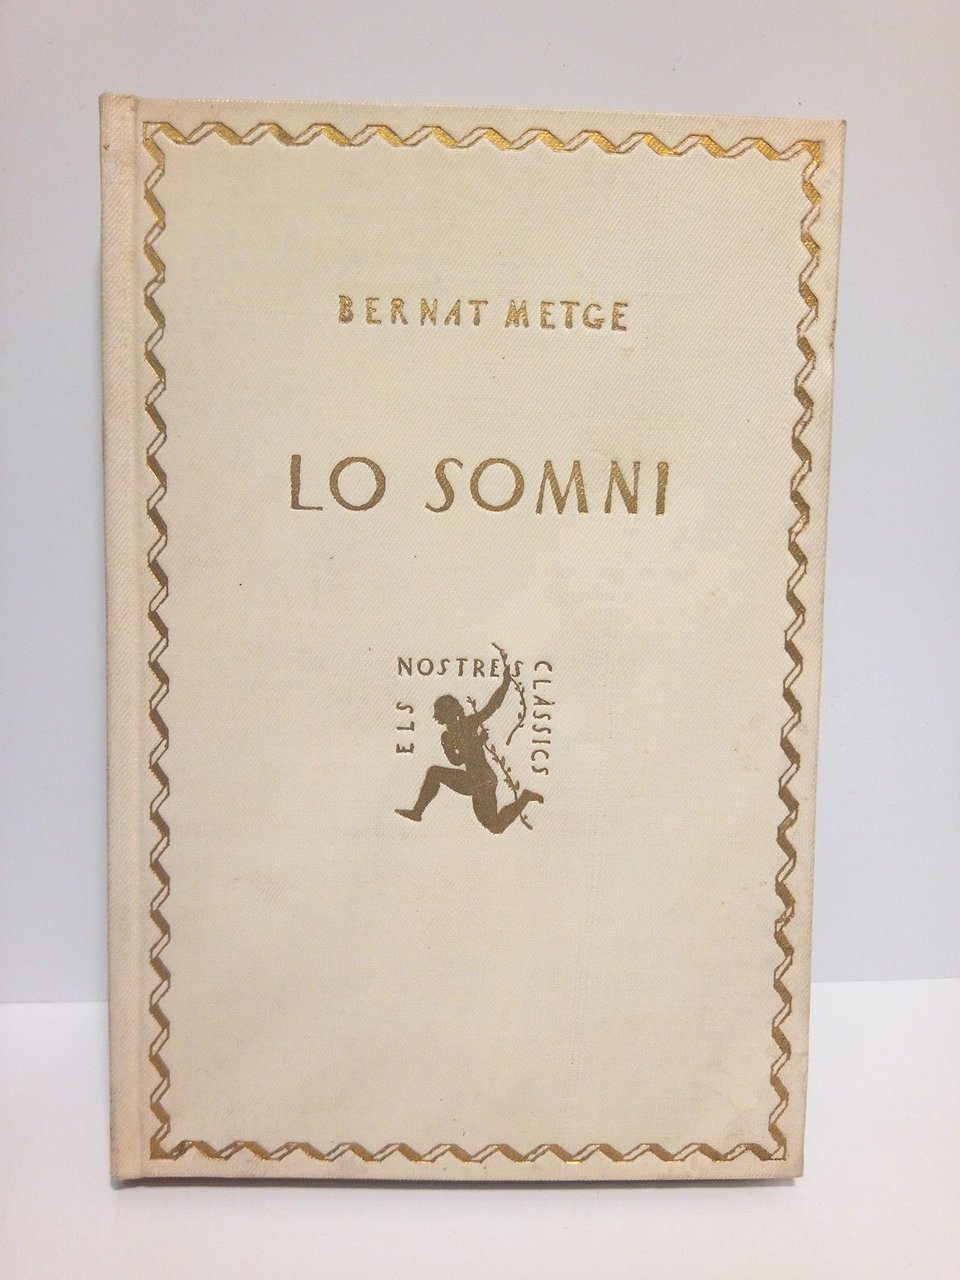 BERNAT METGE
LO SOMNI
ELS
NOSTRES
CLÀSSICS